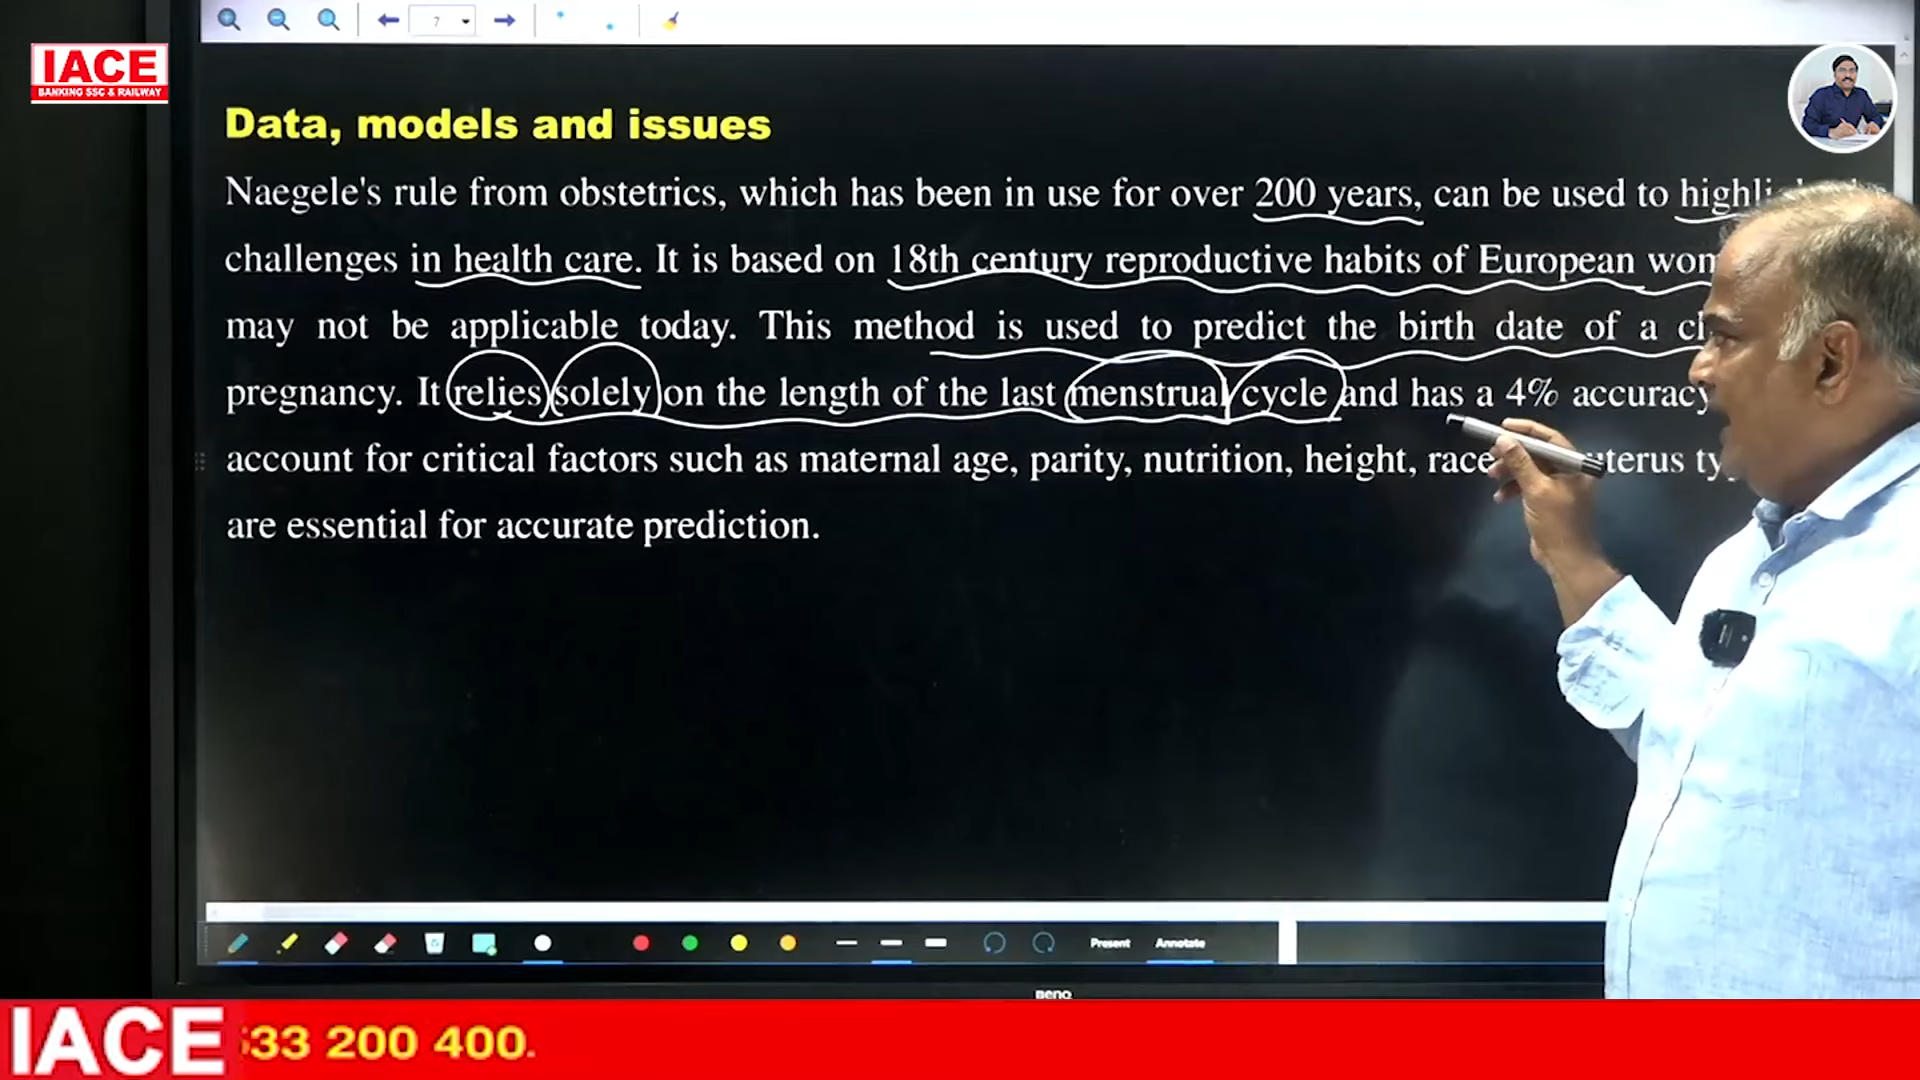 7
IACE
BANKING SSC & RAILWAY
Data, models and issues
Naegele's rule from obstetrics, which has been in use for over 200 years, can be used to
challenges in health care. It is based on 18th century reproductive habits of European
may not be applicable today. This method is used to predict the birth date of a
pregnancy. It relies solely on the length of the last menstrual cycle and has a 4% accuracy
account for critical factors such as maternal age, parity, nutrition, height, race uterus
are essential for accurate prediction.
Present Annotate
BenQ
IACE 33 200 400.